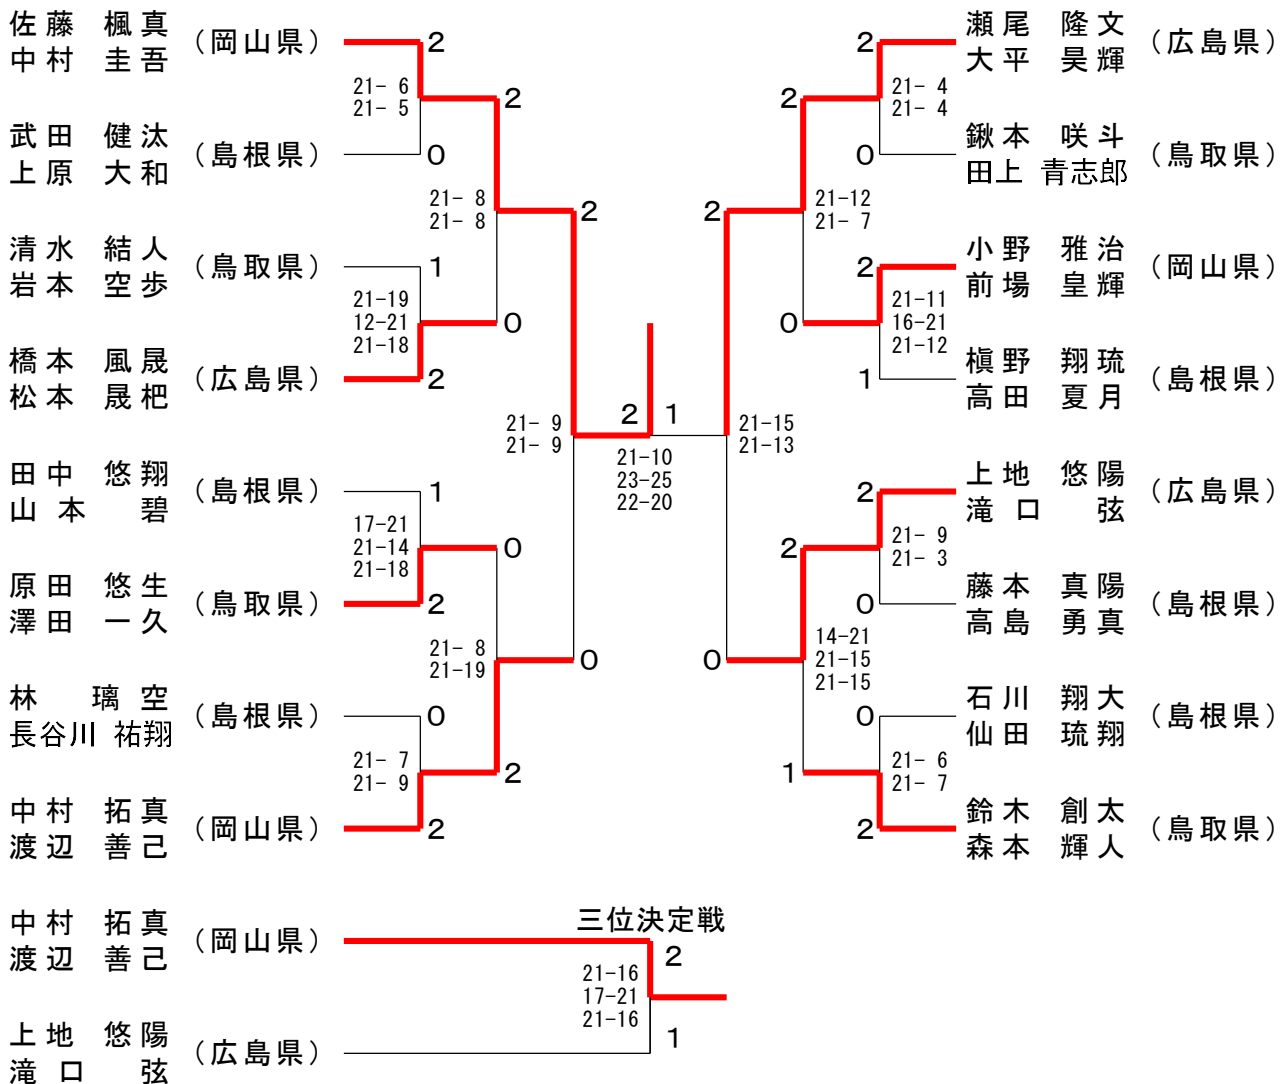 佐藤 楓真
中村 圭吾
（岡山県）
2
21- 6
21- 5
武田 健汰
上原 大和
（島根県）
0
2
21- 8
21- 8
清水 結人
岩本 空歩
（鳥取県）
1
21-19
12-21
21-18
0
橋本 風晟
松本 晟杷
（広島県）
2
2
21- 9
21- 9
田中 悠翔
山本 碧
（島根県）
1
17-21
21-14
21-18
0
原田 悠生
澤田 一久
（鳥取県）
2
21- 8
21-19
0
林 璃空
長谷川 祐翔
（島根県）
0
21- 7
21- 9
2
中村 拓真
渡辺 善己
（岡山県）
2
2 1
21-10
23-25
22-20
瀬尾 隆文
大平 昊輝
（広島県）
2
21- 4
21- 4
2
鍬本 咲斗
田上 青志郎
（鳥取県）
0
21-12
21- 7
2
小野 雅治
前場 皇輝
（岡山県）
2
21-11
16-21
21-12
0
槇野 翔琉
高田 夏月
（島根県）
1
21-15
21-13
上地 悠陽
滝口 弦
（広島県）
2
21- 9
21- 3
2
藤本 真陽
高島 勇真
（島根県）
0
14-21
21-15
21-15
0
石川 翔大
仙田 琉翔
（島根県）
0
21- 6
21- 7
1
鈴木 創太
森本 輝人
（鳥取県）
2
三位決定戦
中村 拓真
渡辺 善己
（岡山県）
2
21-16
17-21
21-16
上地 悠陽
滝口 弦
（広島県）
1